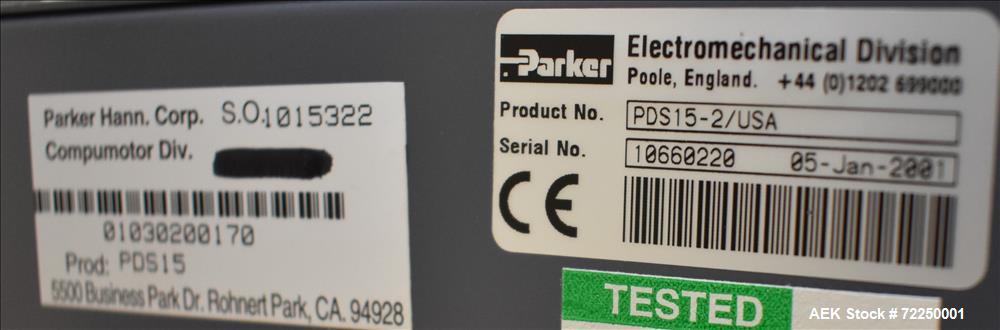 Parker Hann. Corp. S.O.1015322
Compumotor Div.
01030200170
Prod: PDS15
5500 Business Park Dr. Rohnert Park, CA. 94928
Parker
Electromechanical Division
Poole, England. +44 (0)1202 699000
Product No. PDS15-2/USA
Serial No. 10660220 05-Jan-2001
CE
TESTED
AEK Stock #72250001